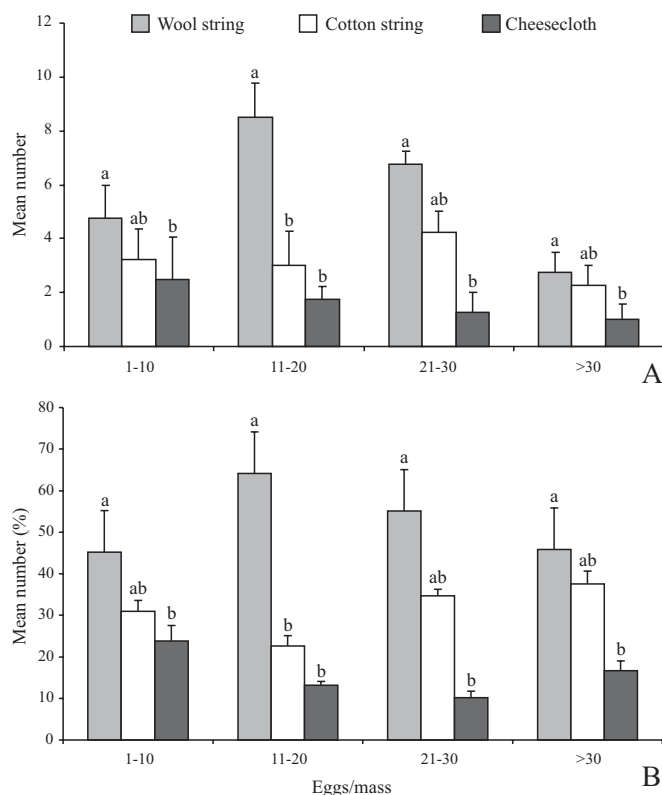 Wool string Cotton string Cheesecloth
12
10
8
6
4
2
0
Mean number
a
ab
b
a
b
b
a
ab
b
a
ab
b
1-10 11-20 21-30 >30
A
80
70
60
50
40
30
20
10
0
Mean number (%)
a
ab
b
a
b
b
a
ab
b
a
ab
b
1-10 11-20 21-30 >30
Eggs/mass
B